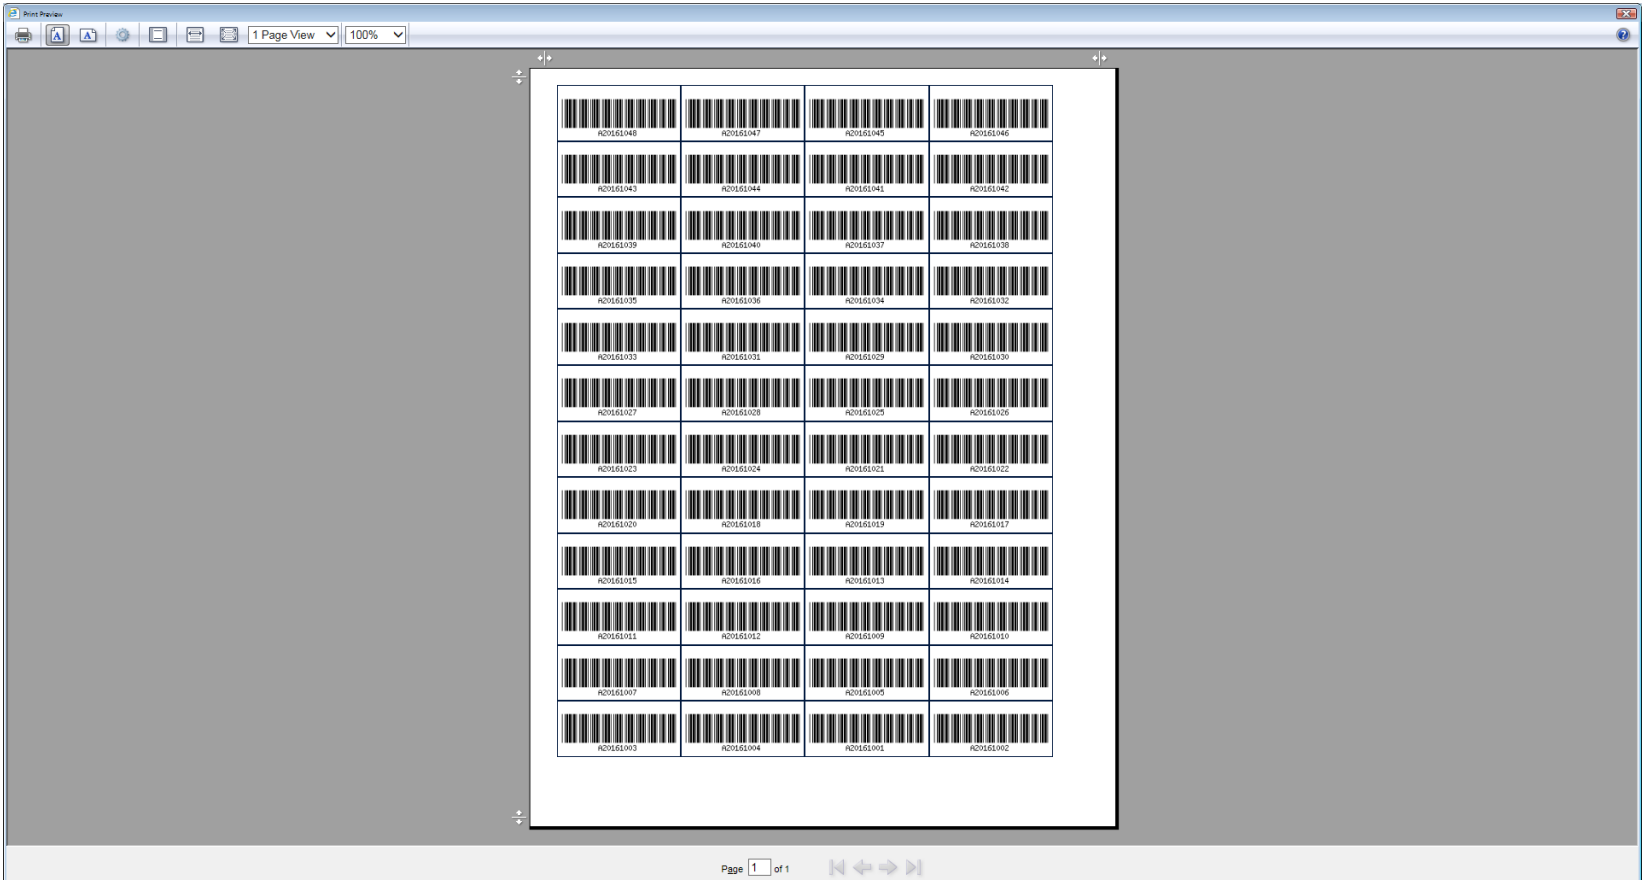 Print Preview
A A 1 Page View 100% ?
A20161048 A20161047 A20161045 A20161046
A20161043 A20161044 A20161041 A20161042
A20161039 A20161040 A20161037 A20161038
A20161035 A20161036 A20161034 A20161032
A20161033 A20161031 A20161029 A20161030
A20161027 A20161028 A20161025 A20161026
A20161023 A20161024 A20161021 A20161022
A20161020 A20161018 A20161019 A20161017
A20161015 A20161016 A20161013 A20161014
A20161011 A20161012 A20161009 A20161010
A20161007 A20161008 A20161005 A20161006
A20161003 A20161004 A20161001 A20161002
Page 1 of 1